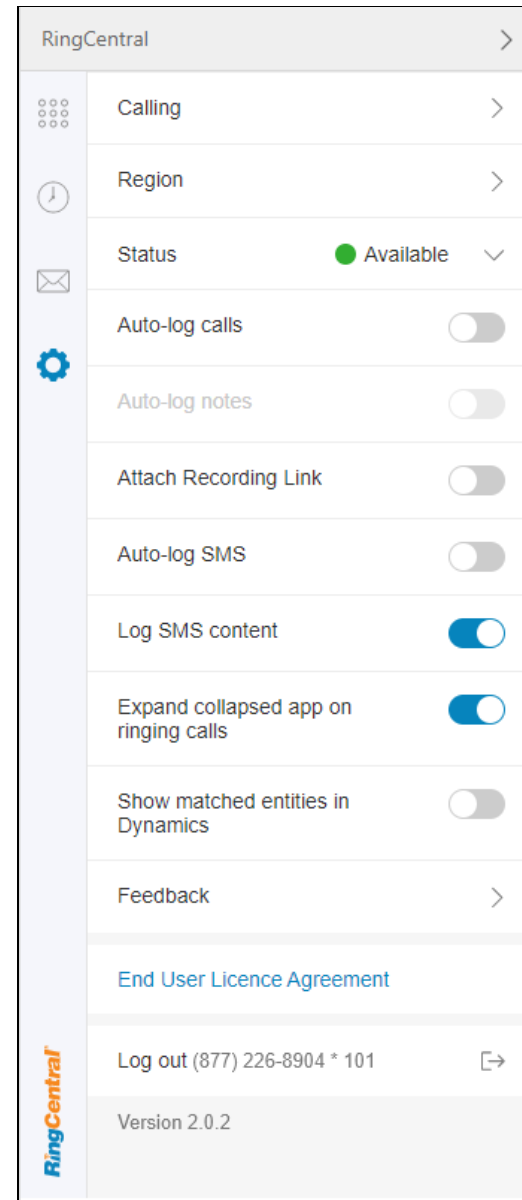 RingCentral
Calling
Region
Status Available
Auto-log calls
Auto-log notes
Attach Recording Link
Auto-log SMS
Log SMS content
Expand collapsed app on
ringing calls
Show matched entities in
Dynamics
Feedback
End User Licence Agreement
Log out (877) 226-8904 * 101
Version 2.0.2
RingCentral